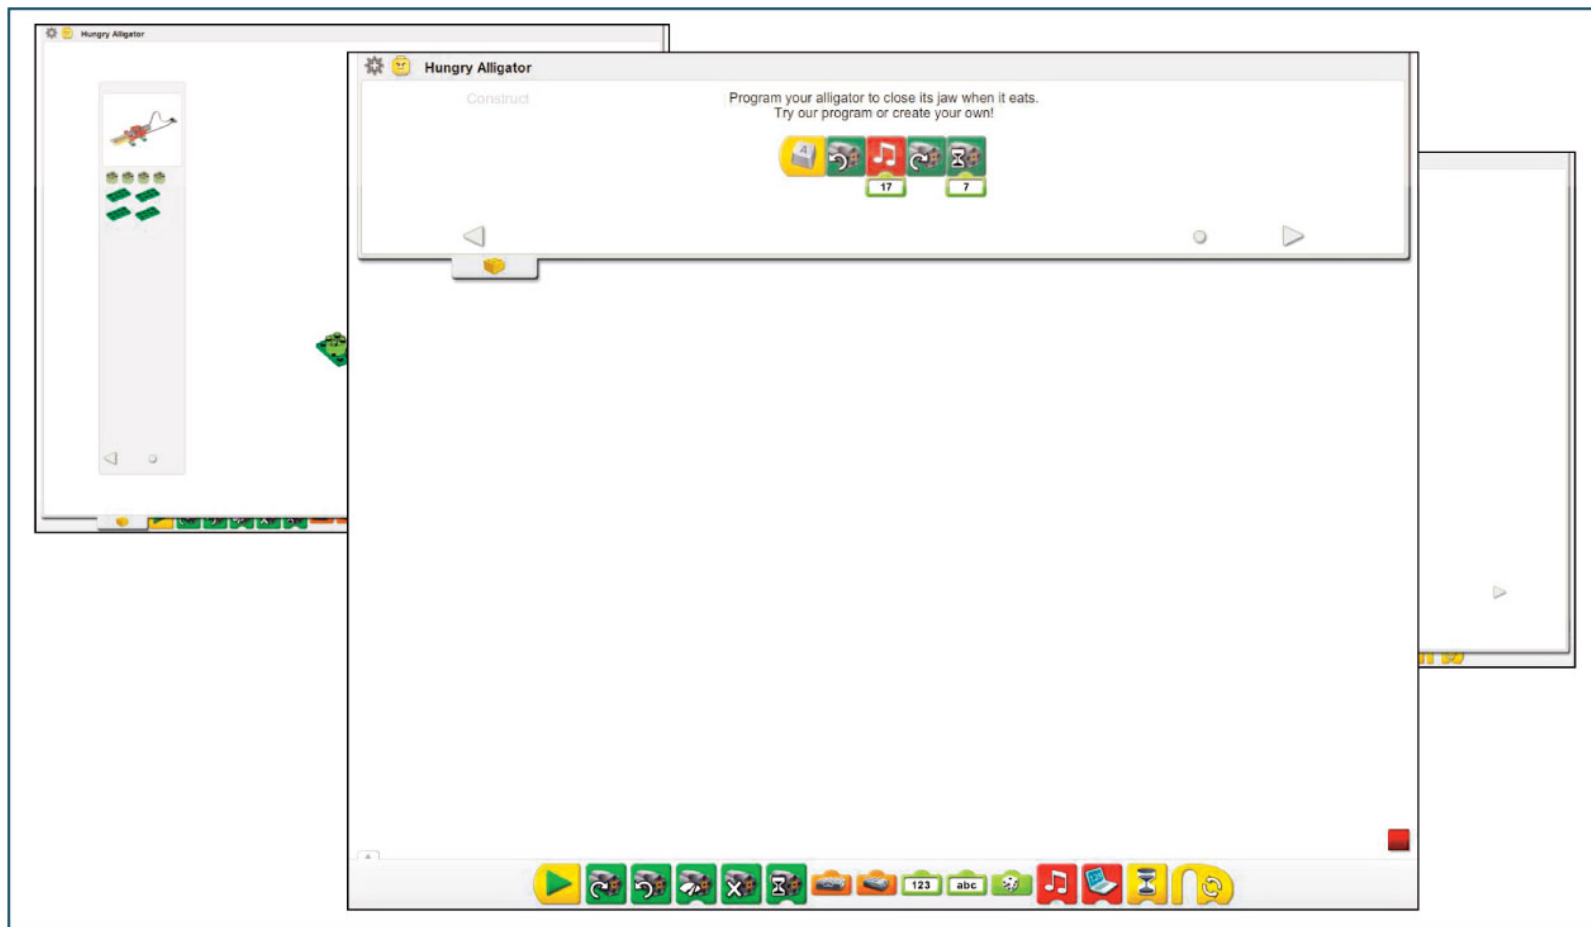 Hungry Alligator
Hungry Alligator
Construct
Program your alligator to close its jaw when it eats.
Try our program or create your own!
A
17
7
123
abc